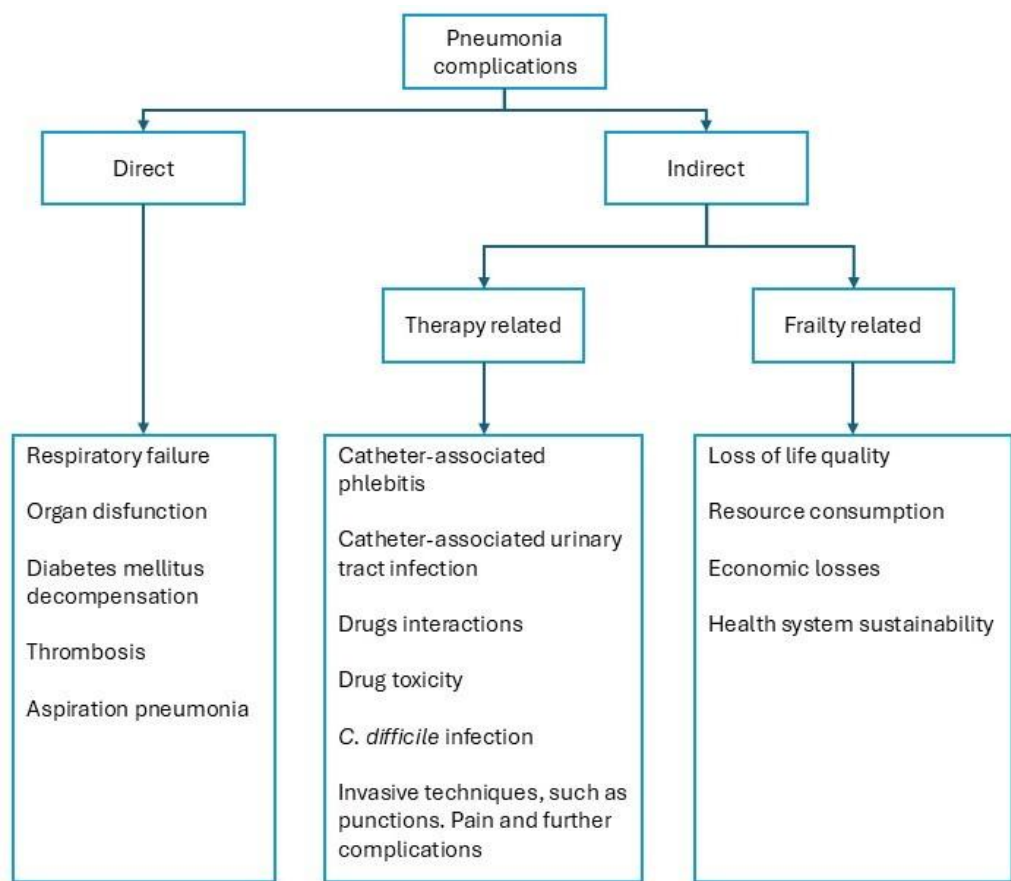 Pneumonia
complications
Direct
Indirect
Therapy related
Frailty related
Respiratory failure
Organ disfunction
Diabetes mellitus
decompensation
Thrombosis
Aspiration pneumonia
Catheter-associated
phlebitis
Catheter-associated urinary
tract infection
Drugs interactions
Drug toxicity
C. difficile infection
Invasive techniques, such as
punctions. Pain and further
complications
Loss of life quality
Resource consumption
Economic losses
Health system sustainability